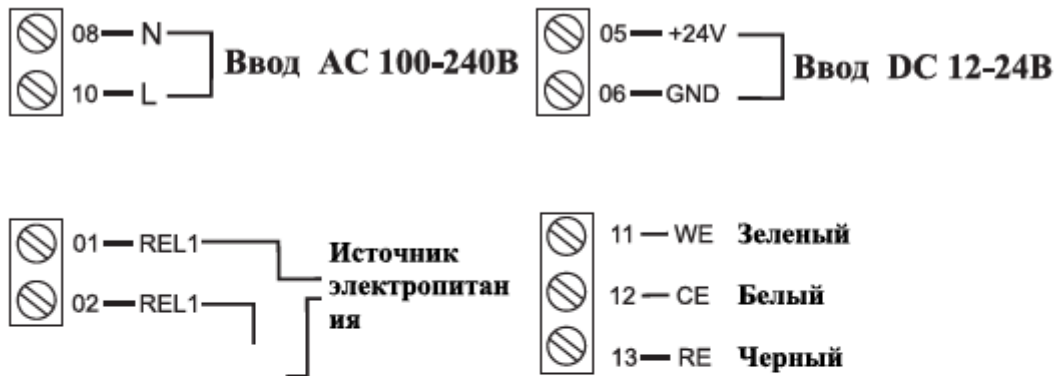 08 N
Ввод AC 100-240В
10 L
05 +24V
Ввод DC 12-24В
06 GND
01 REL1
02 REL1
Источник
электропитан
ия
11 WE Зеленый
12 CE Белый
13 RE Черный